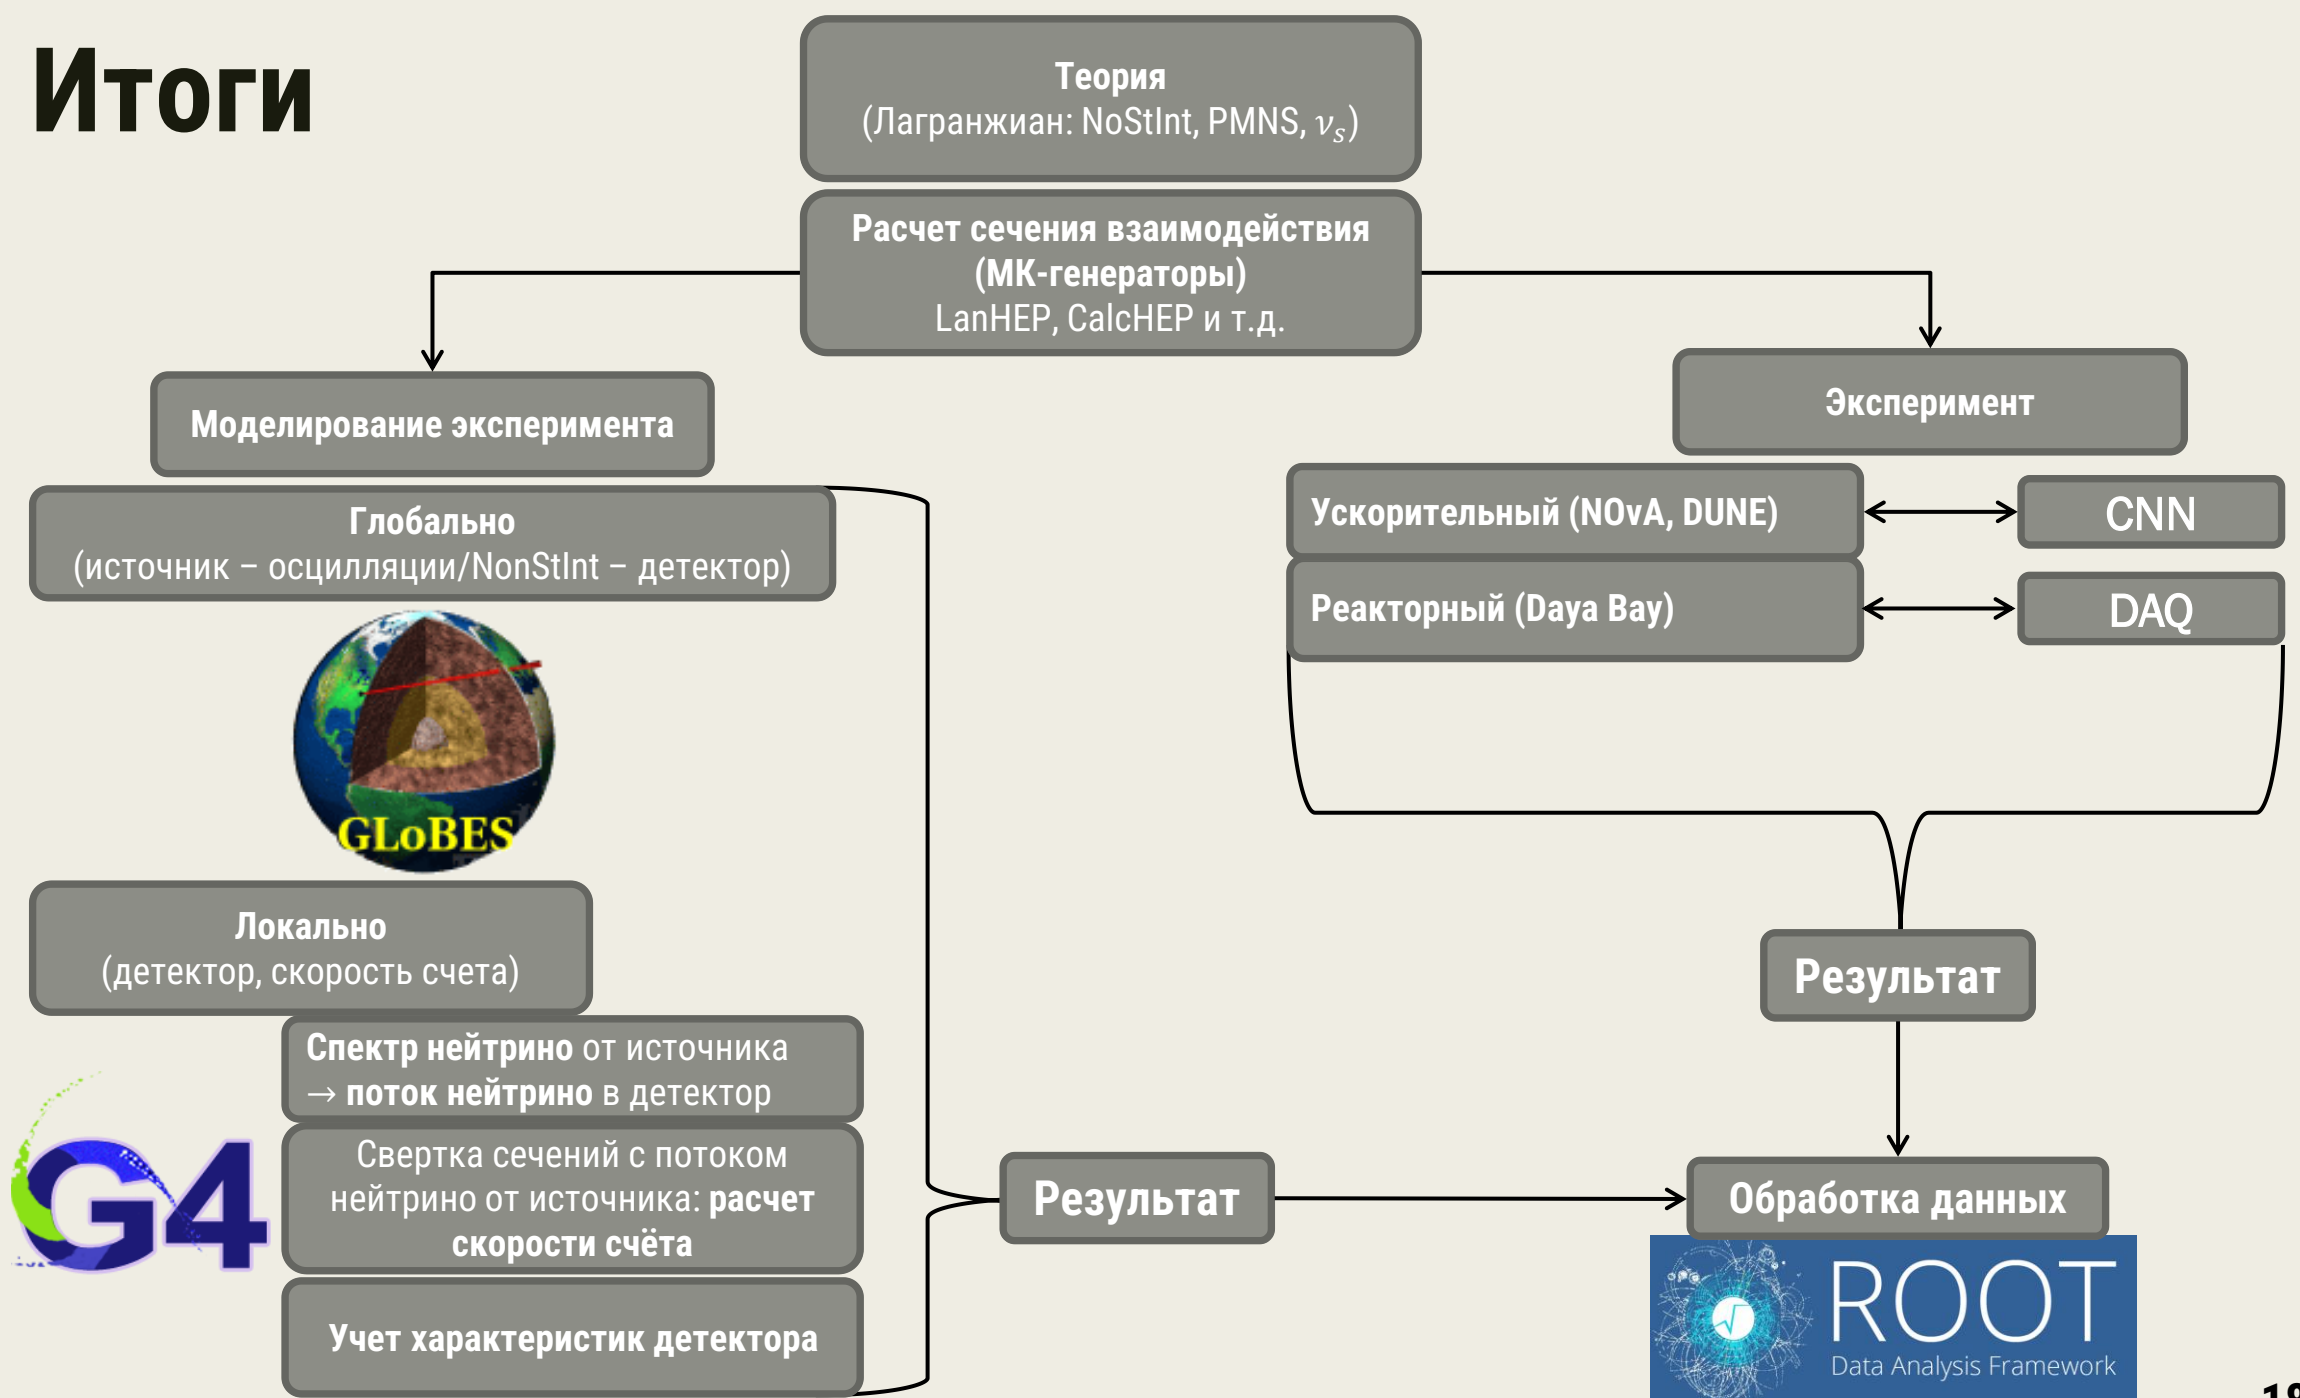 Итоги
Теория
(Лагранжиан: NoStInt, PMNS, νₛ)
Расчет сечения взаимодействия
(МК-генераторы)
LanHEP, CalcHEP и т.д.
Моделирование эксперимента
Глобально
(источник – осцилляции/NonStInt – детектор)
GLoBES
Локально
(детектор, скорость счета)
Спектр нейтрино от источника
→ поток нейтрино в детектор
G4
Свертка сечений с потоком
нейтрино от источника: расчет
скорости счёта
Учет характеристик детектора
Результат
Эксперимент
Ускорительный (NOvA, DUNE)
CNN
Реакторный (Daya Bay)
DAQ
Результат
Обработка данных
ROOT
Data Analysis Framework